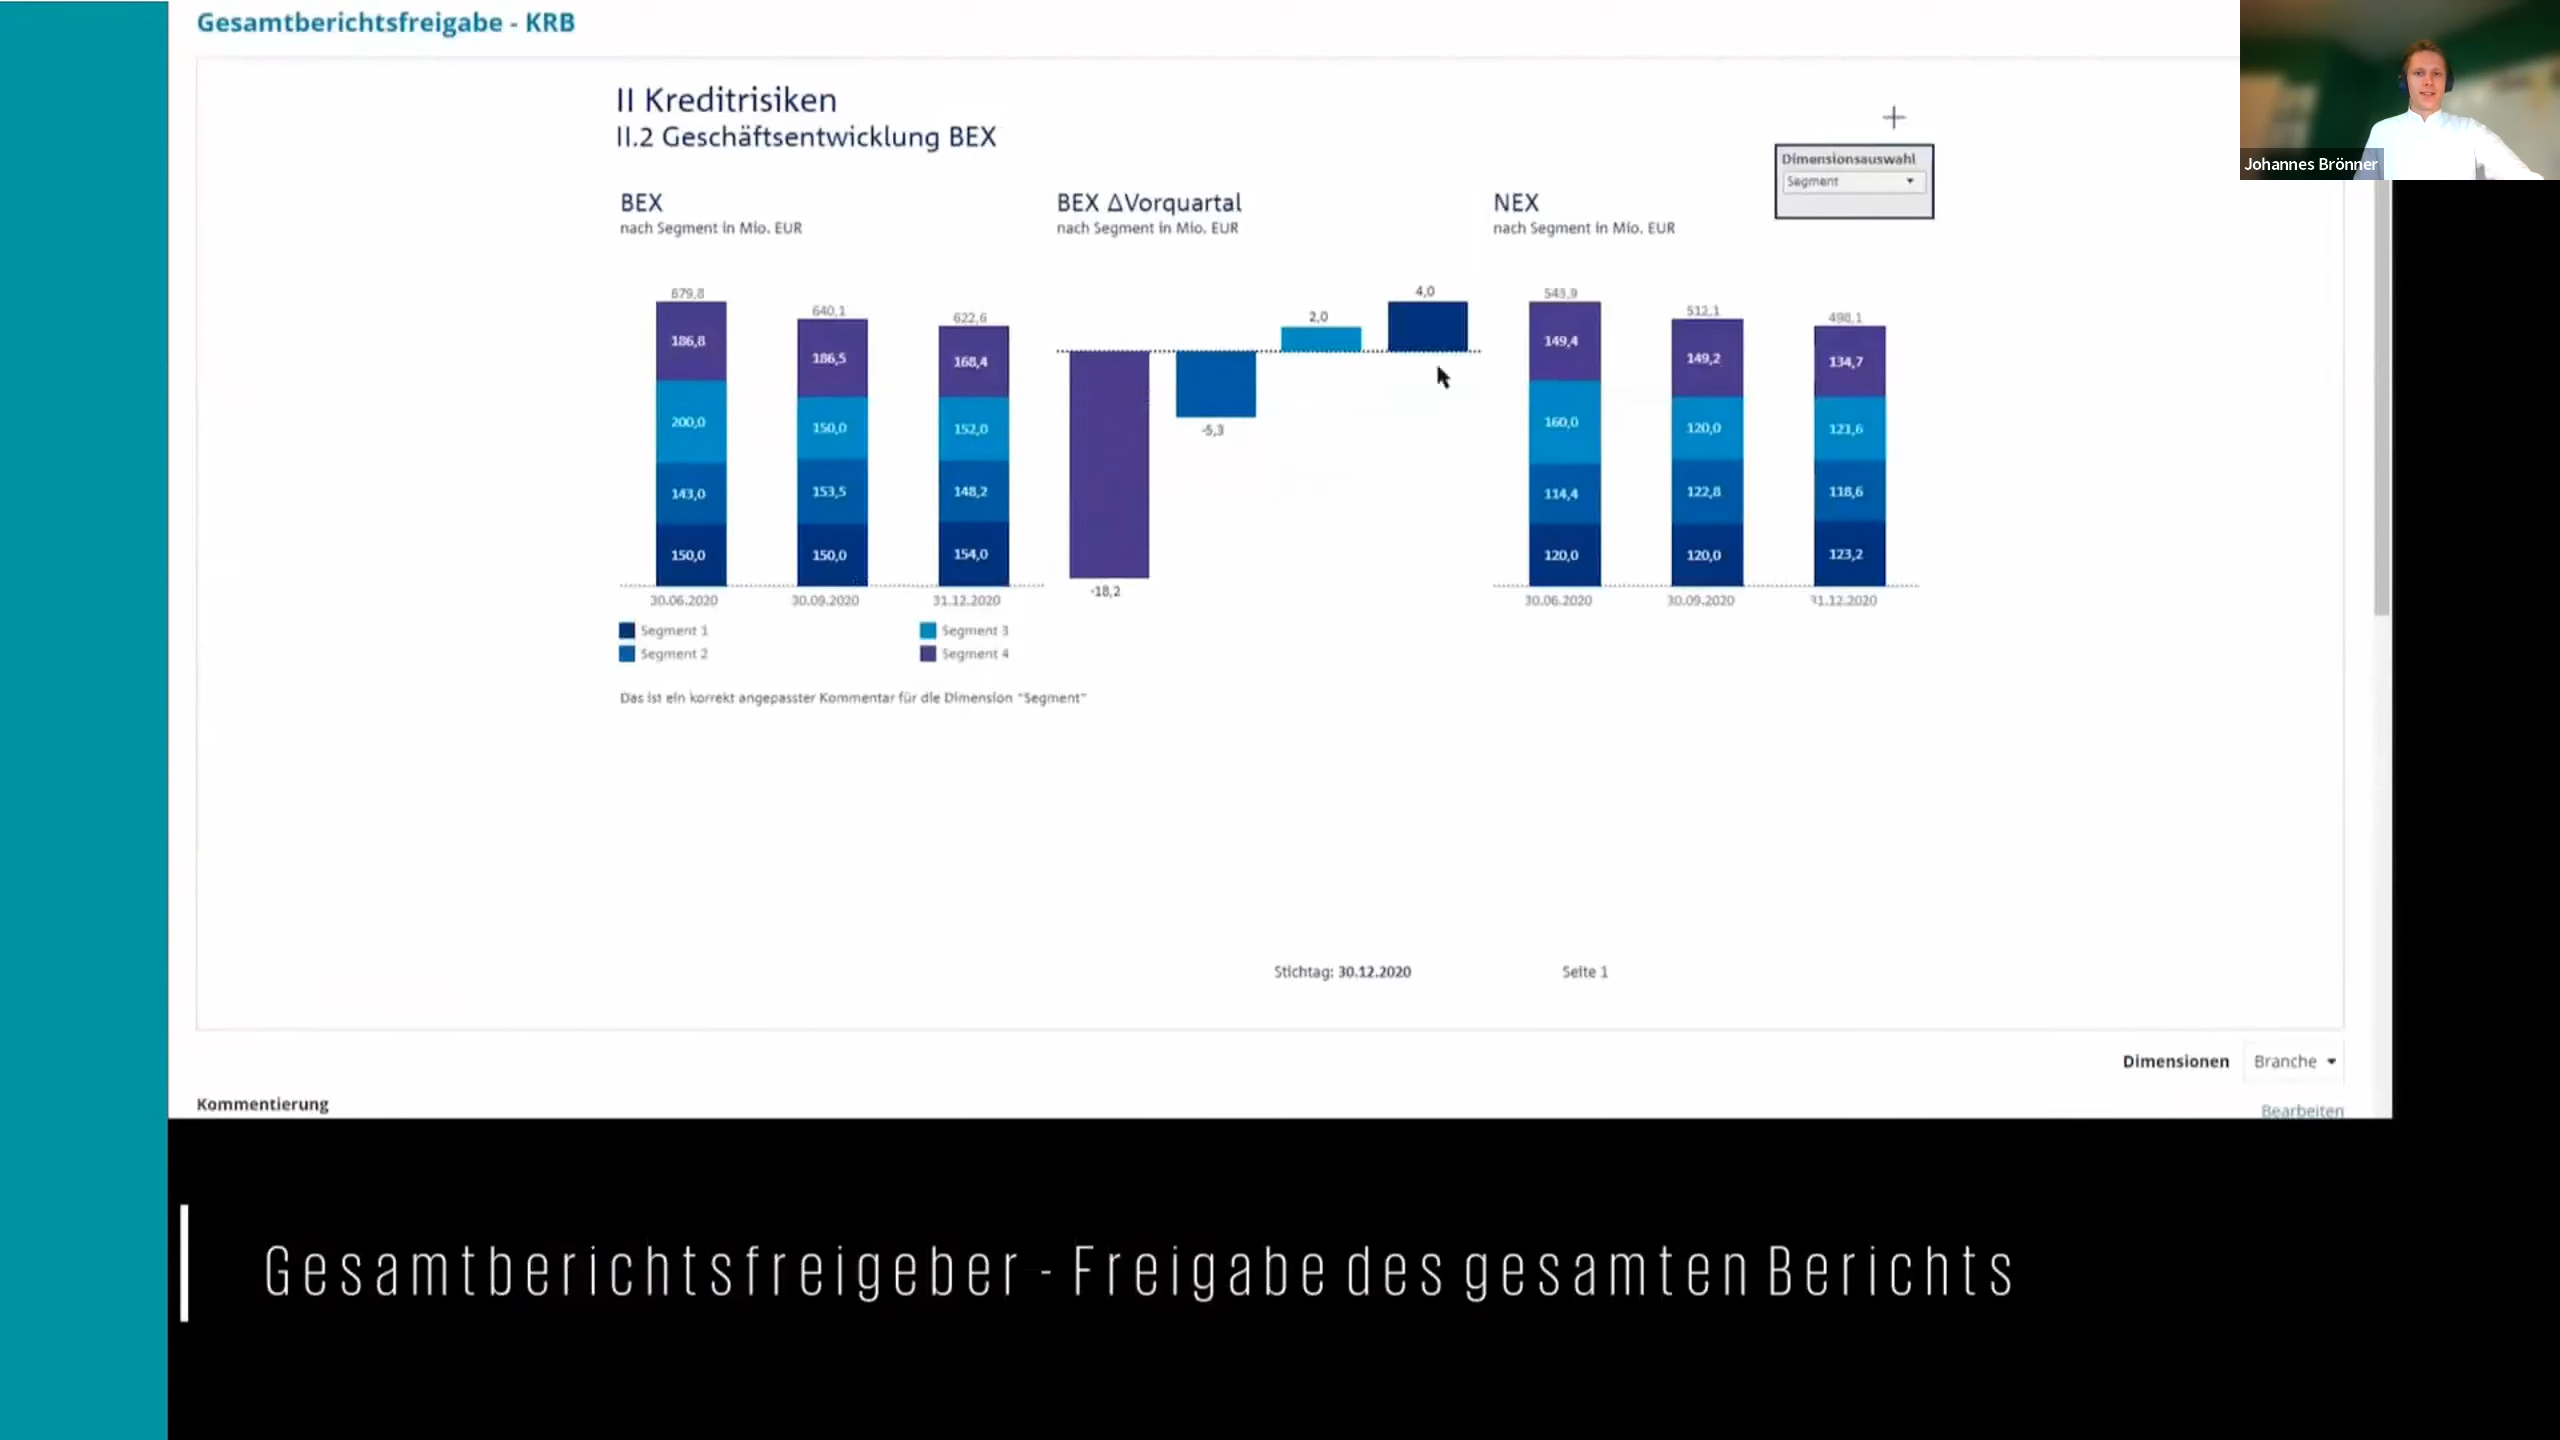 Gesamtberichtsfreigabe - KRB
Johannes Brönner
II Kreditrisiken
II.2 Geschäftsentwicklung BEX
Dimensionsauswahl
Segment
BEX
nach Segment in Mio. EUR
679,8
640,1
622,6
186,8
186,5
168,4
200,0
150,0
152,0
143,0
153,5
148,2
150,0
150,0
154,0
30.06.2020
30.09.2020
31.12.2020
Segment 1
Segment 3
Segment 2
Segment 4
BEX ΔVorquartal
nach Segment in Mio. EUR
-18,2
-5,3
2,0
4,0
NEX
nach Segment in Mio. EUR
543,9
512,1
498,1
149,4
149,2
134,7
160,0
120,0
121,6
114,4
122,8
118,6
120,0
120,0
123,2
30.06.2020
30.09.2020
31.12.2020
Das ist ein korrekt angepasster Kommentar für die Dimension "Segment"
Stichtag: 30.12.2020
Seite 1
Dimensionen
Branche
Kommentierung
Bearbeiten
Gesamtberichtsfreigeber - Freigabe des gesamten Berichts